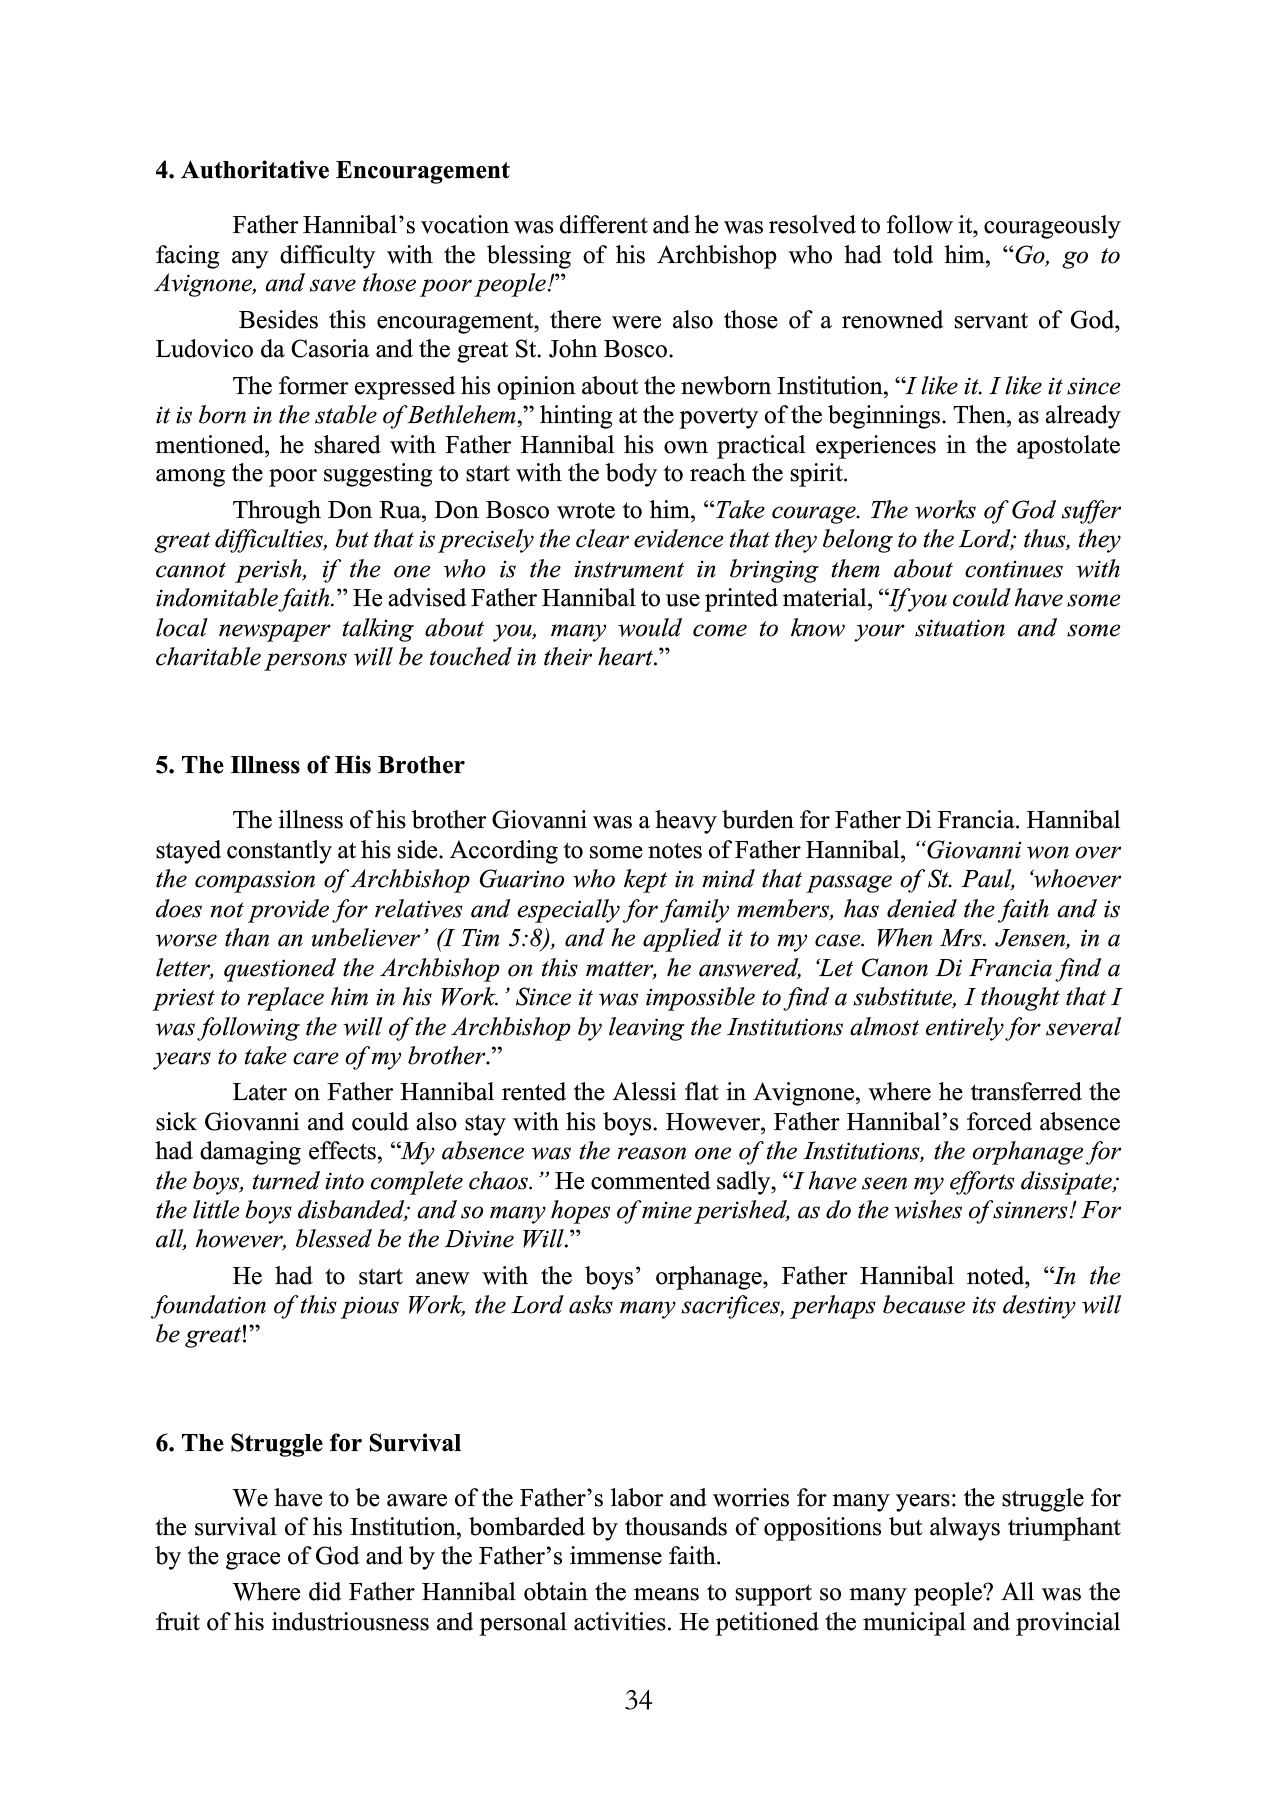 4. Authoritative Encouragement
Father Hannibal’s vocation was different and he was resolved to follow it, courageously
facing any difficulty with the blessing of his Archbishop who had told him, “Go, go to
Avignone, and save those poor people!”
Besides this encouragement, there were also those of a renowned servant of God,
Ludovico da Casoria and the great St. John Bosco.
The former expressed his opinion about the newborn Institution, “I like it. I like it since
it is born in the stable of Bethlehem,” hinting at the poverty of the beginnings. Then, as already
mentioned, he shared with Father Hannibal his own practical experiences in the apostolate
among the poor suggesting to start with the body to reach the spirit.
Through Don Rua, Don Bosco wrote to him, “Take courage. The works of God suffer
great difficulties, but that is precisely the clear evidence that they belong to the Lord; thus, they
cannot perish, if the one who is the instrument in bringing them about continues with
indomitable faith.” He advised Father Hannibal to use printed material, “If you could have some
local newspaper talking about you, many would come to know your situation and some
charitable persons will be touched in their heart.”
5. The Illness of His Brother
The illness of his brother Giovanni was a heavy burden for Father Di Francia. Hannibal
stayed constantly at his side. According to some notes of Father Hannibal, “Giovanni won over
the compassion of Archbishop Guarino who kept in mind that passage of St. Paul, ‘whoever
does not provide for relatives and especially for family members, has denied the faith and is
worse than an unbeliever’ (I Tim 5:8), and he applied it to my case. When Mrs. Jensen, in a
letter, questioned the Archbishop on this matter, he answered, ‘Let Canon Di Francia find a
priest to replace him in his Work.’ Since it was impossible to find a substitute, I thought that I
was following the will of the Archbishop by leaving the Institutions almost entirely for several
years to take care of my brother.”
Later on Father Hannibal rented the Alessi flat in Avignone, where he transferred the
sick Giovanni and could also stay with his boys. However, Father Hannibal’s forced absence
had damaging effects, “My absence was the reason one of the Institutions, the orphanage for
the boys, turned into complete chaos.” He commented sadly, “I have seen my efforts dissipate;
the little boys disbanded; and so many hopes of mine perished, as do the wishes of sinners! For
all, however, blessed be the Divine Will.”
He had to start anew with the boys’ orphanage, Father Hannibal noted, “In the
foundation of this pious Work, the Lord asks many sacrifices, perhaps because its destiny will
be great!”
6. The Struggle for Survival
We have to be aware of the Father’s labor and worries for many years: the struggle for
the survival of his Institution, bombarded by thousands of oppositions but always triumphant
by the grace of God and by the Father’s immense faith.
Where did Father Hannibal obtain the means to support so many people? All was the
fruit of his industriousness and personal activities. He petitioned the municipal and provincial
34